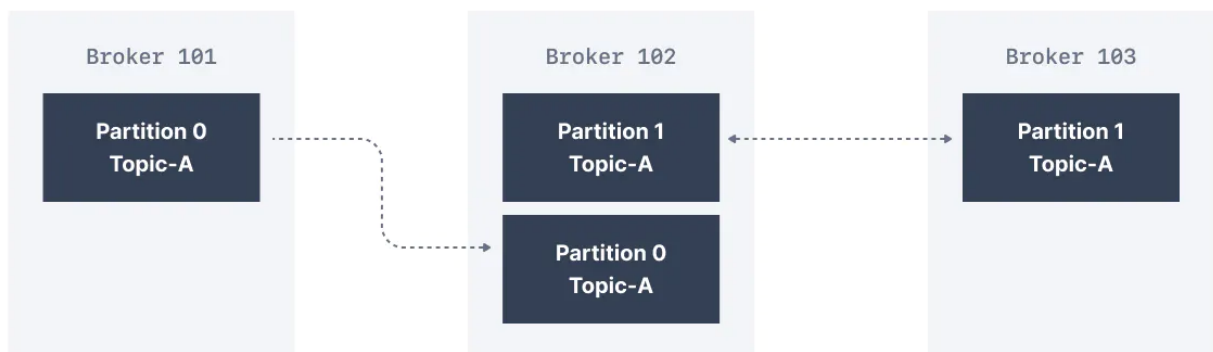 Broker 101
Partition 0
Topic-A
Broker 102
Partition 1
Topic-A
Partition 0
Topic-A
Broker 103
Partition 1
Topic-A